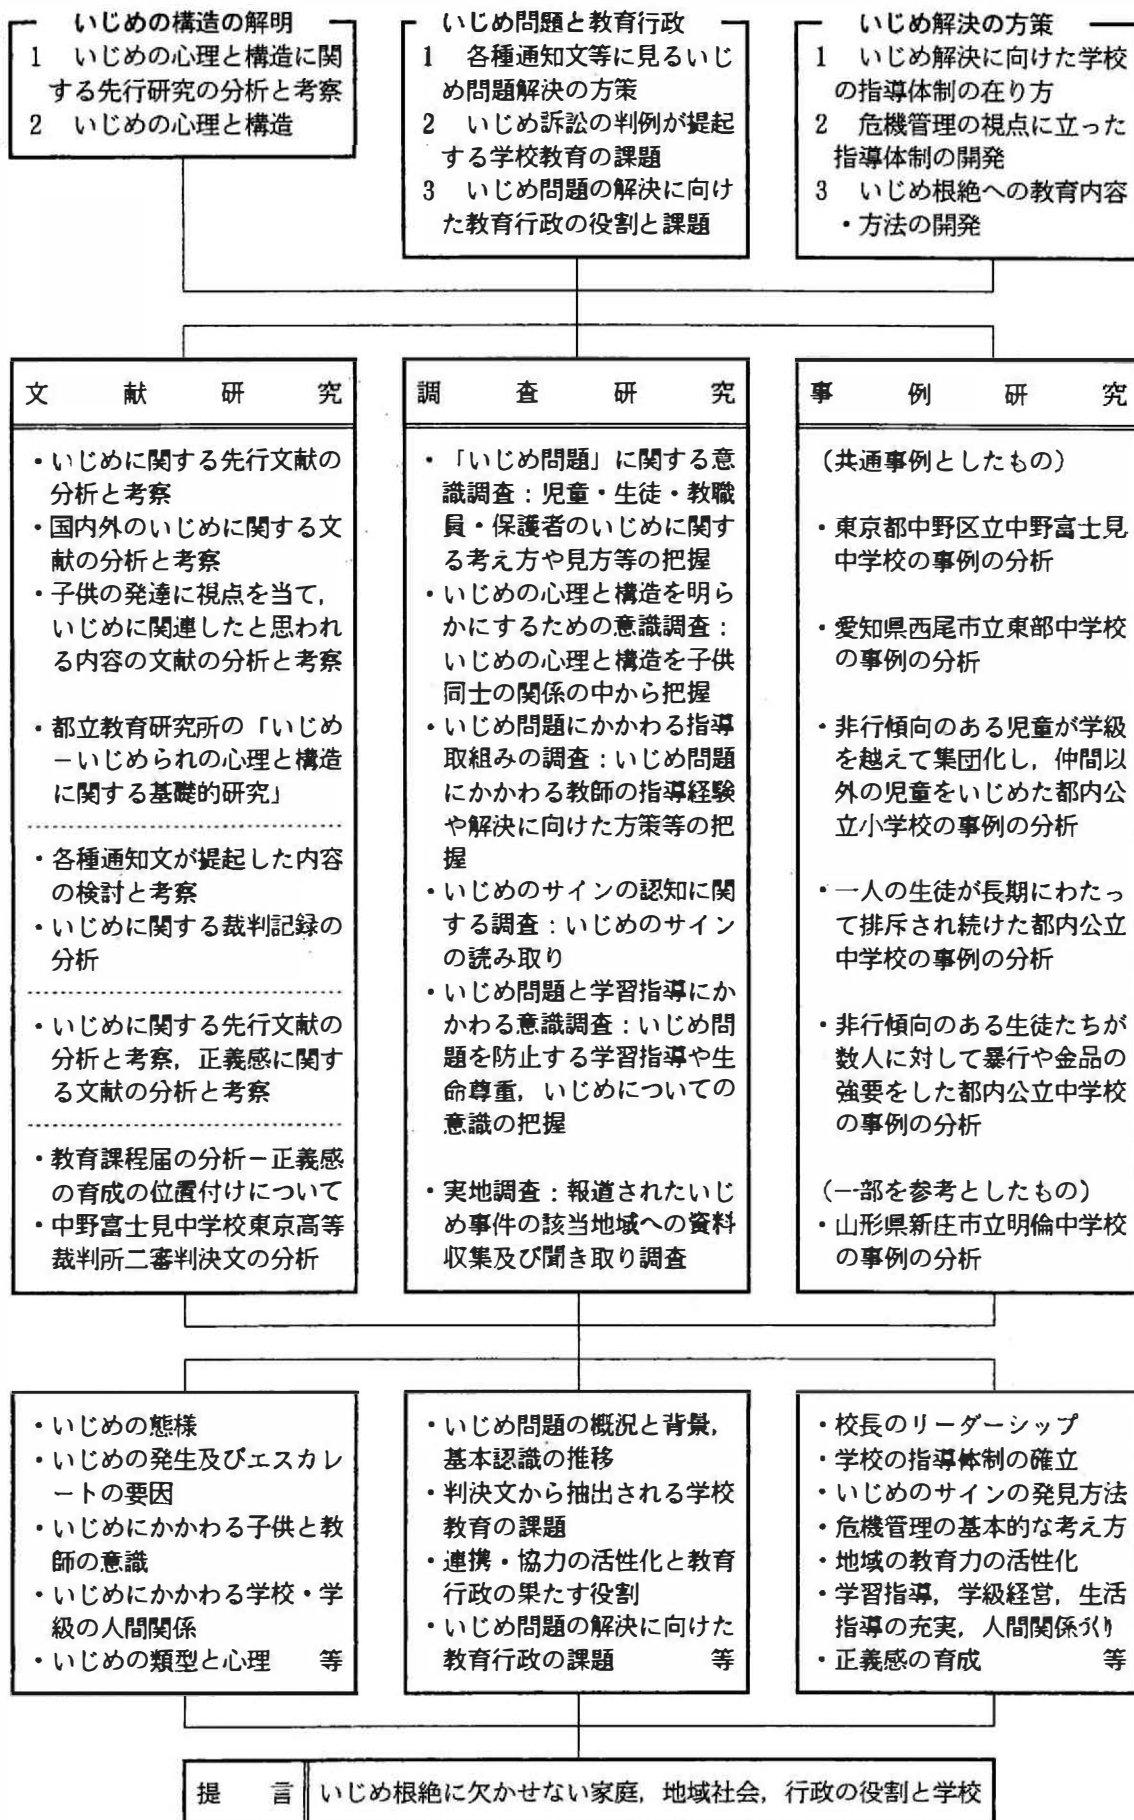 いじめの構造の解明
1　いじめの心理と構造に関
する先行研究の分析と考察
2　いじめの心理と構造
いじめ問題と教育行政
1　各種通知文等に見るいじ
め問題解決の方策
2　いじめ訴訟の判例が提起
する学校教育の課題
3　いじめ問題の解決に向け
た教育行政の役割と課題
いじめ解決の方策
1　いじめ解決に向けた学校
の指導体制の在り方
2　危機管理の視点に立った
指導体制の開発
3　いじめ根絶への教育内容
・方法の開発
文献研究
・いじめに関する先行文献の
分析と考察
・国内外のいじめに関する文
献の分析と考察
・子供の発達に視点を当て，
いじめに関連したと思われ
る内容の文献の分析と考察
・都立教育研究所の「いじめ
－いじめられの心理と構造
に関する基礎的研究」
・各種通知文が提起した内容
の検討と考察
・いじめに関する裁判記録の
分析
・いじめに関する先行文献の
分析と考察，正義感に関す
る文献の分析と考察
・教育課程届の分析－正義感
の育成の位置付けについて
・中野富士見中学校東京高等
裁判所二審判決文の分析
調査研究
・「いじめ問題」に関する意
識調査：児童・生徒・教職
員・保護者のいじめに関す
る考え方や見方等の把握
・いじめの心理と構造を明ら
かにするための意識調査：
いじめの心理と構造を子供
同士の関係の中から把握
・いじめ問題にかかわる指導
取組みの調査：いじめ問題
にかかわる教師の指導経験
や解決に向けた方策等の把
握
・いじめのサインの認知に関
する調査：いじめのサイン
の読み取り
・いじめ問題と学習指導にか
かわる意識調査：いじめ問
題を防止する学習指導や生
命尊重，いじめについての
意識の把握
・実地調査：報道されたいじ
め事件の該当地域への資料
収集及び聞き取り調査
事例研究
（共通事例としたもの）
・東京都中野区立中野富士見
中学校の事例の分析
・愛知県西尾市立東部中学校
の事例の分析
・非行傾向のある児童が学級
を越えて集団化し，仲間以
外の児童をいじめた都内公
立小学校の事例の分析
・一人の生徒が長期にわたっ
て排斥され続けた都内公立
中学校の事例の分析
・非行傾向のある生徒たちが
数人に対して暴行や金品の
強要をした都内公立中学校
の事例の分析
（一部を参考としたもの）
・山形県新庄市立明倫中学校
の事例の分析
・いじめの態様
・いじめの発生及びエスカレ
ートの要因
・いじめにかかわる子供と教
師の意識
・いじめにかかわる学校・学
級の人間関係
・いじめの類型と心理　等
・いじめ問題の概況と背景，
基本認識の推移
・判決文から抽出される学校
教育の課題
・連携・協力の活性化と教育
行政の果たす役割
・いじめ問題の解決に向けた
教育行政の課題　等
・校長のリーダーシップ
・学校の指導体制の確立
・いじめのサインの発見方法
・危機管理の基本的な考え方
・地域の教育力の活性化
・学習指導，学級経営，生活
指導の充実，人間関係づくり
・正義感の育成　等
提言　いじめ根絶に欠かせない家庭，地域社会，行政の役割と学校